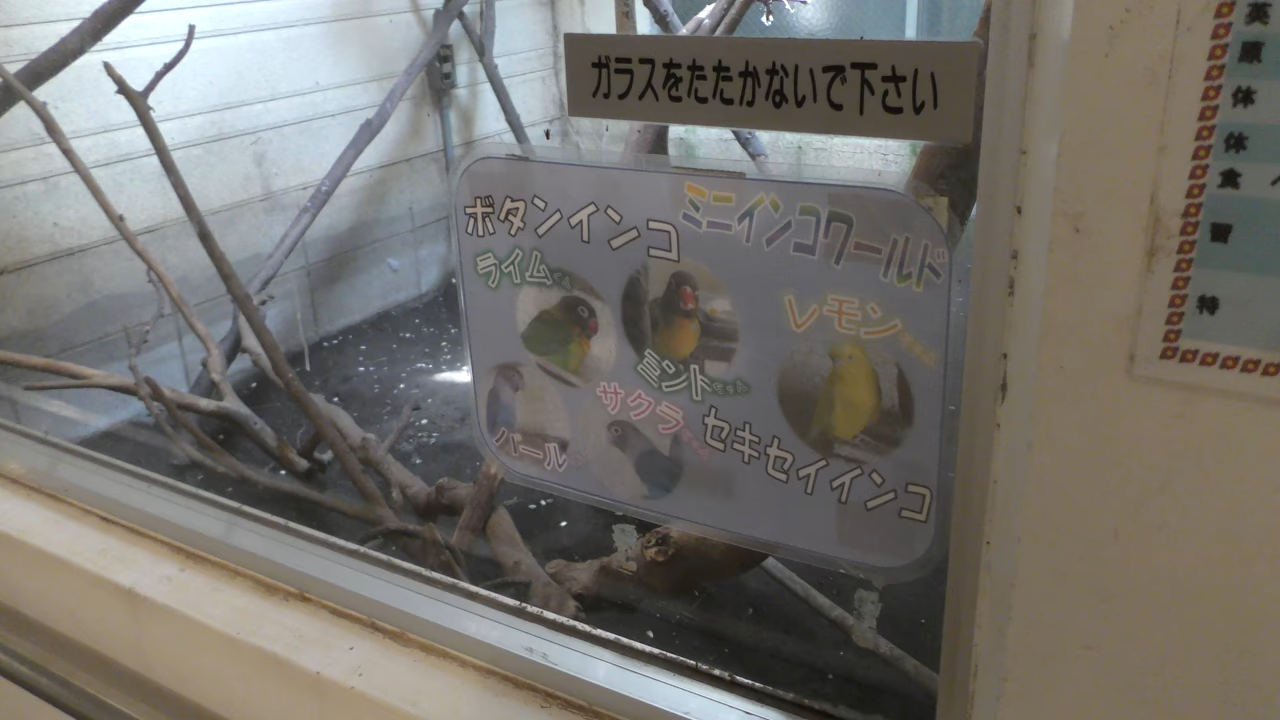 ガラスをたたかないで下さい
ミニインコワールド
ボタンインコ
ライム
レモン
ミントちゃん
サクラ
パール
セキセイインコ
英
原
体
体
食
習
特